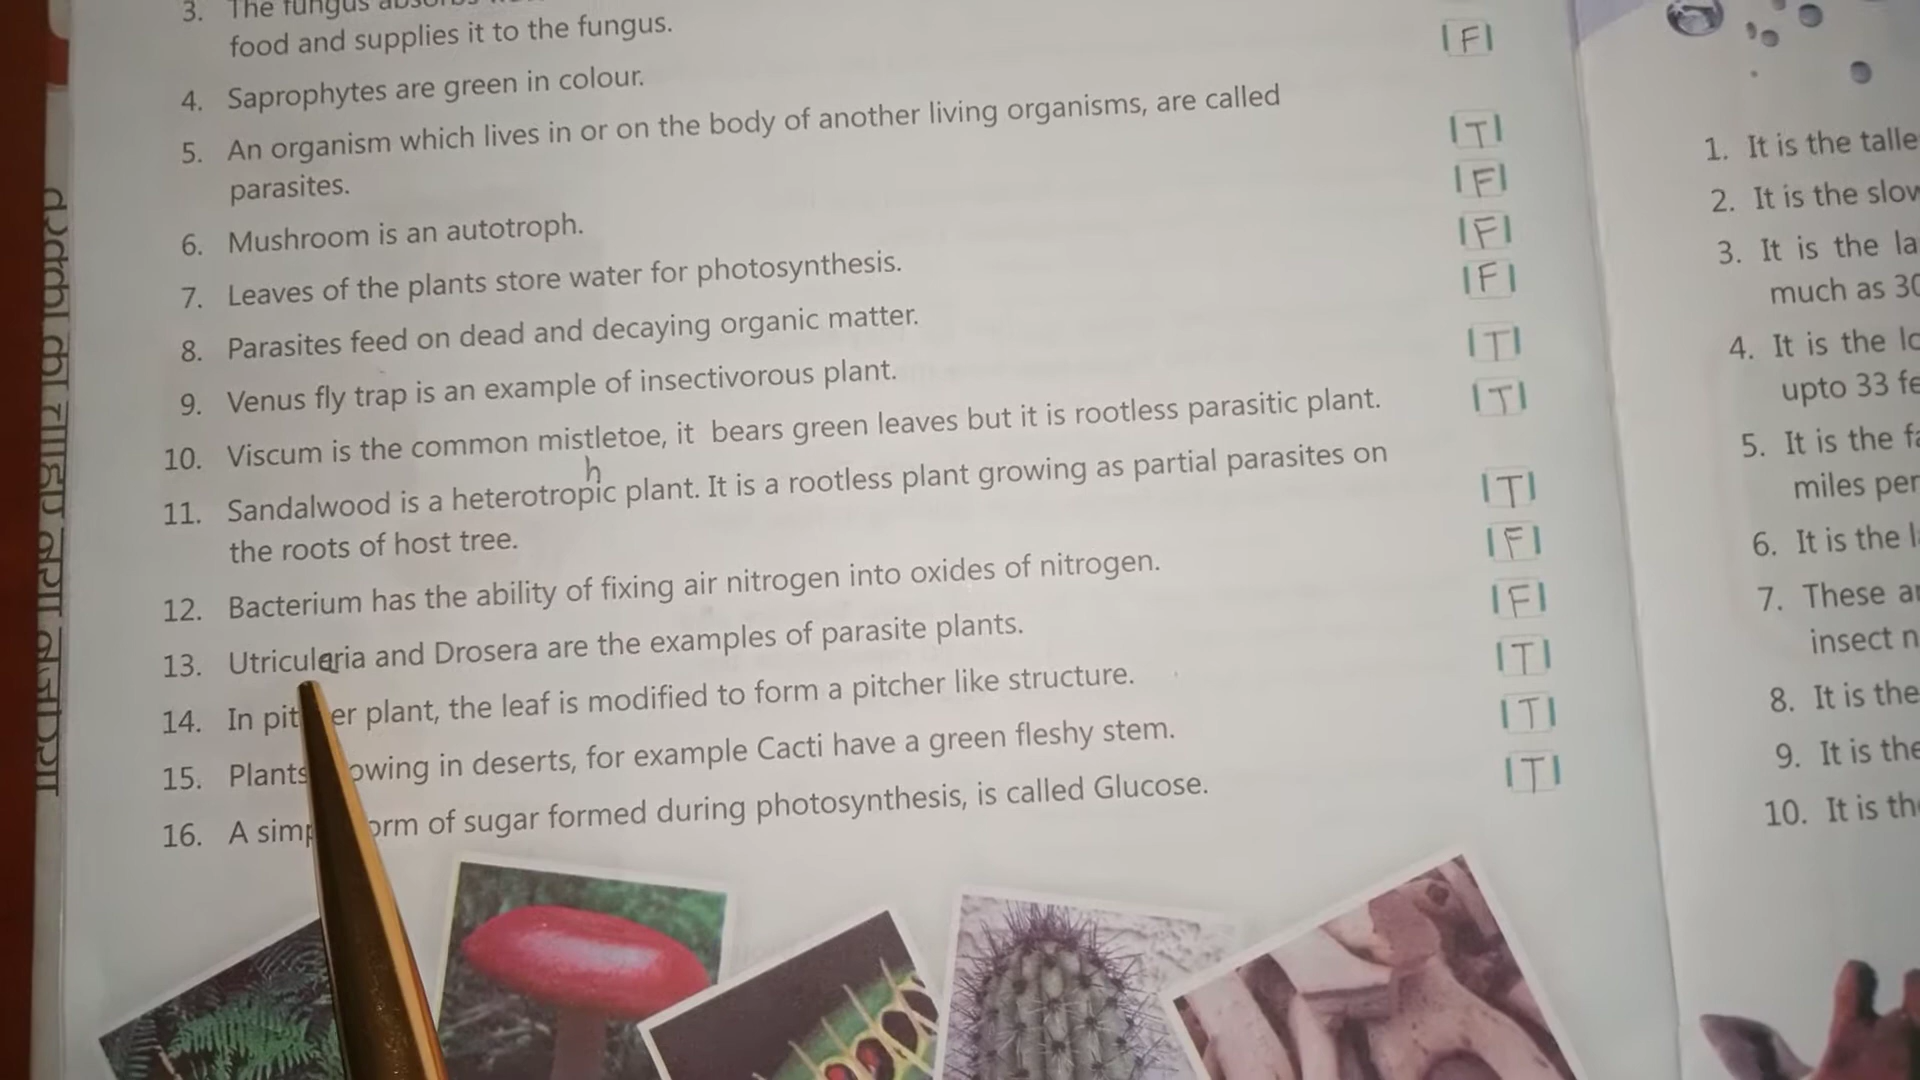 3. The fungus
food and supplies it to the fungus.
4. Saprophytes are green in colour. F
5. An organism which lives in or on the body of another living organisms, are called
parasites. T
6. Mushroom is an autotroph. F
7. Leaves of the plants store water for photosynthesis. F
8. Parasites feed on dead and decaying organic matter. F
9. Venus fly trap is an example of insectivorous plant. T
10. Viscum is the common mistletoe, it bears green leaves but it is rootless parasitic plant. T
h
11. Sandalwood is a heterotropic plant. It is a rootless plant growing as partial parasites on
the roots of host tree. T
12. Bacterium has the ability of fixing air nitrogen into oxides of nitrogen. F
13. Utricularia and Drosera are the examples of parasite plants. F
14. In pit er plant, the leaf is modified to form a pitcher like structure. T
15. Plants owing in deserts, for example Cacti have a green fleshy stem. T
16. A simp orm of sugar formed during photosynthesis, is called Glucose. T
1. It is the talle
2. It is the slow
3. It is the la
much as 30
4. It is the lo
upto 33 fe
5. It is the fa
miles per
6. It is the l
7. These ar
insect n
8. It is the
9. It is the
10. It is th